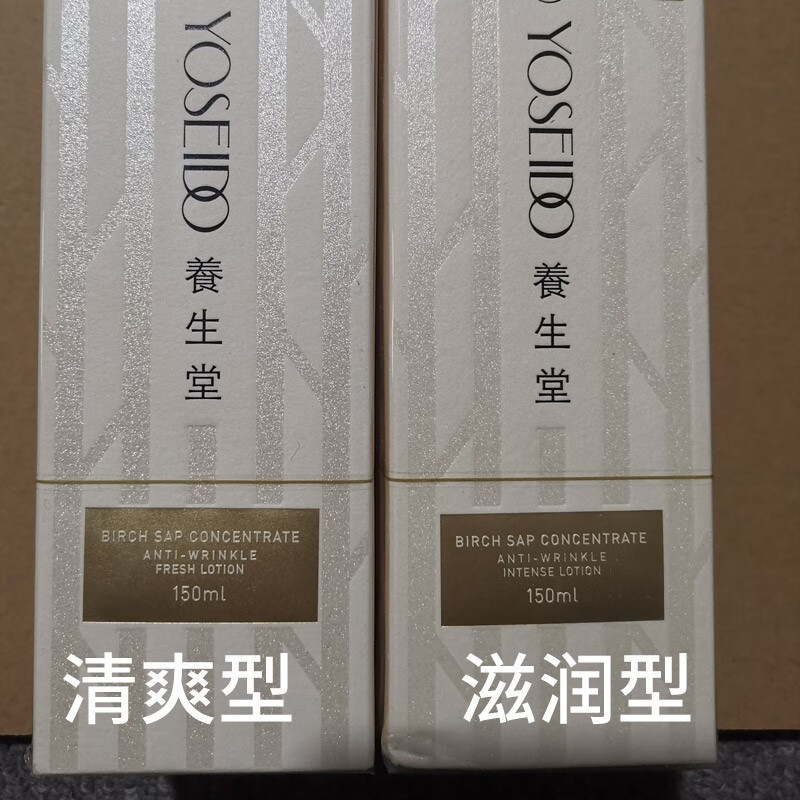 YOSEIDO
養生堂
BIRCH SAP CONCENTRATE
ANTI-WRINKLE
FRESH LOTION
150ml
清爽型
YOSEIDO
養生堂
BIRCH SAP CONCENTRATE
ANTI-WRINKLE
INTENSE LOTION
150ml
滋润型